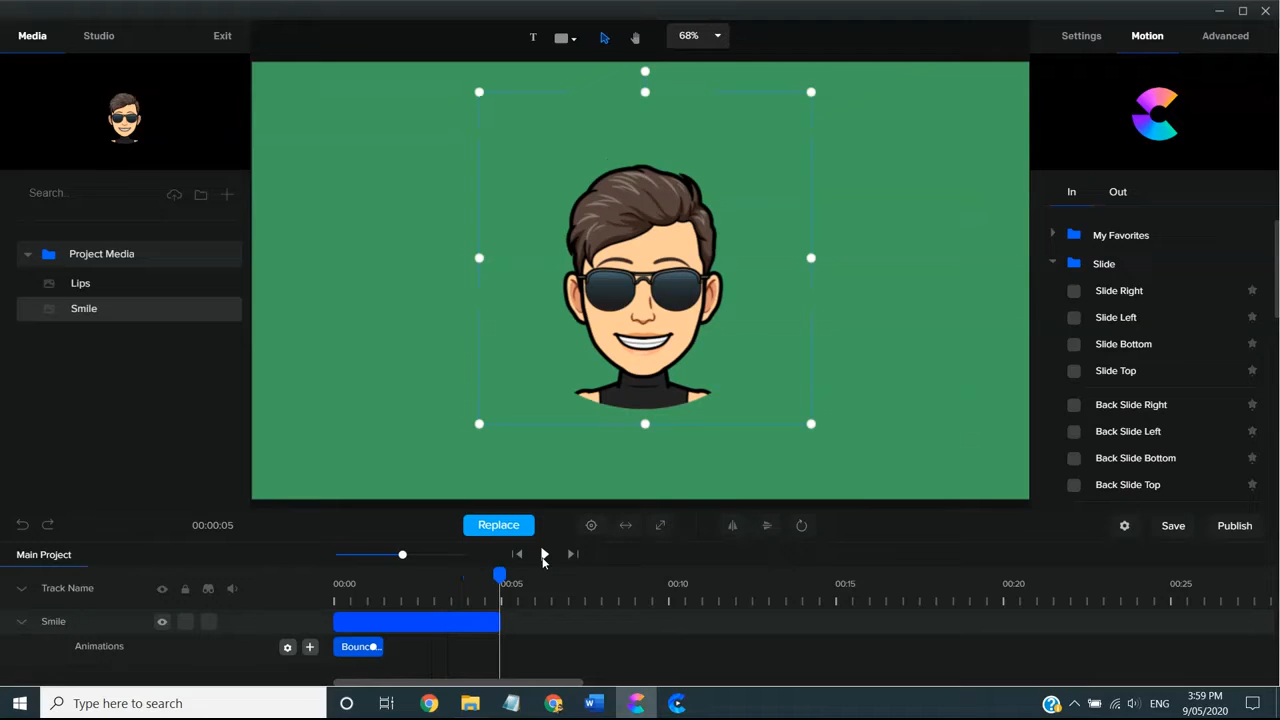 Media
Studio
Exit
T
68%
Settings
Motion
Advanced
Search..
In
Out
My Favorites
Project Media
Slide
Lips
Slide Right
Smile
Slide Left
Slide Bottom
Slide Top
Back Slide Right
Back Slide Left
Back Slide Bottom
Back Slide Top
00:00:05
Replace
Save
Publish
Main Project
Track Name
00:00
00:05
00:10
00:15
00:20
00:25
Smile
Animations
Bounc...
Type here to search
ENG
3:59 PM
9/05/2020